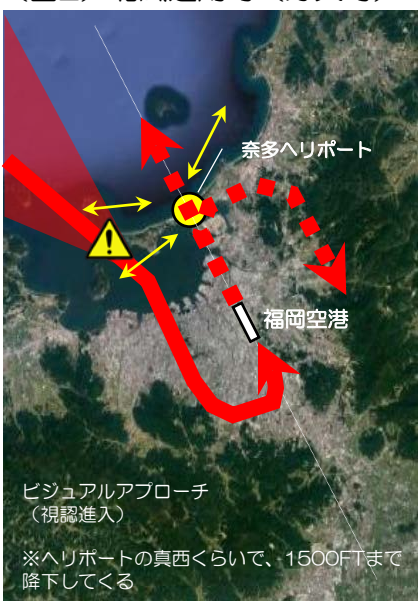 奈多ヘリポート
福岡空港
ビジュアルアプローチ
（視認進入）
※ヘリポートの真西くらいで、1500FTまで
降下してくる